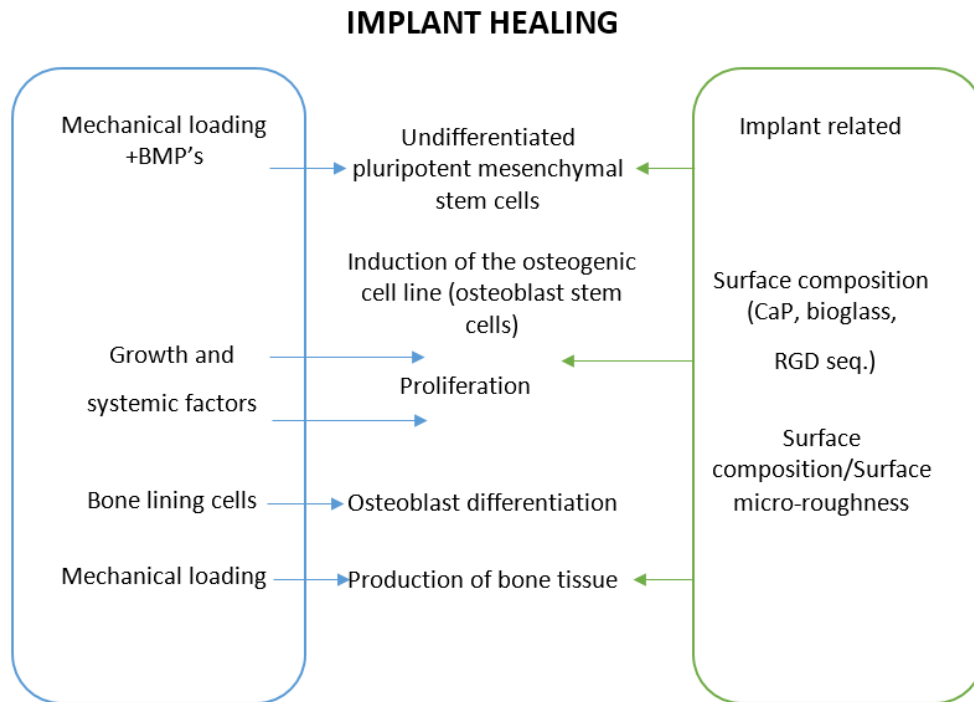 IMPLANT HEALING
Mechanical loading
+BMP’s
Growth and
systemic factors
Bone lining cells
Mechanical loading
Undifferentiated
pluripotent mesenchymal
stem cells
Induction of the osteogenic
cell line (osteoblast stem
cells)
Proliferation
Osteoblast differentiation
Production of bone tissue
Implant related
Surface composition
(CaP, bioglass,
RGD seq.)
Surface
composition/Surface
micro-roughness